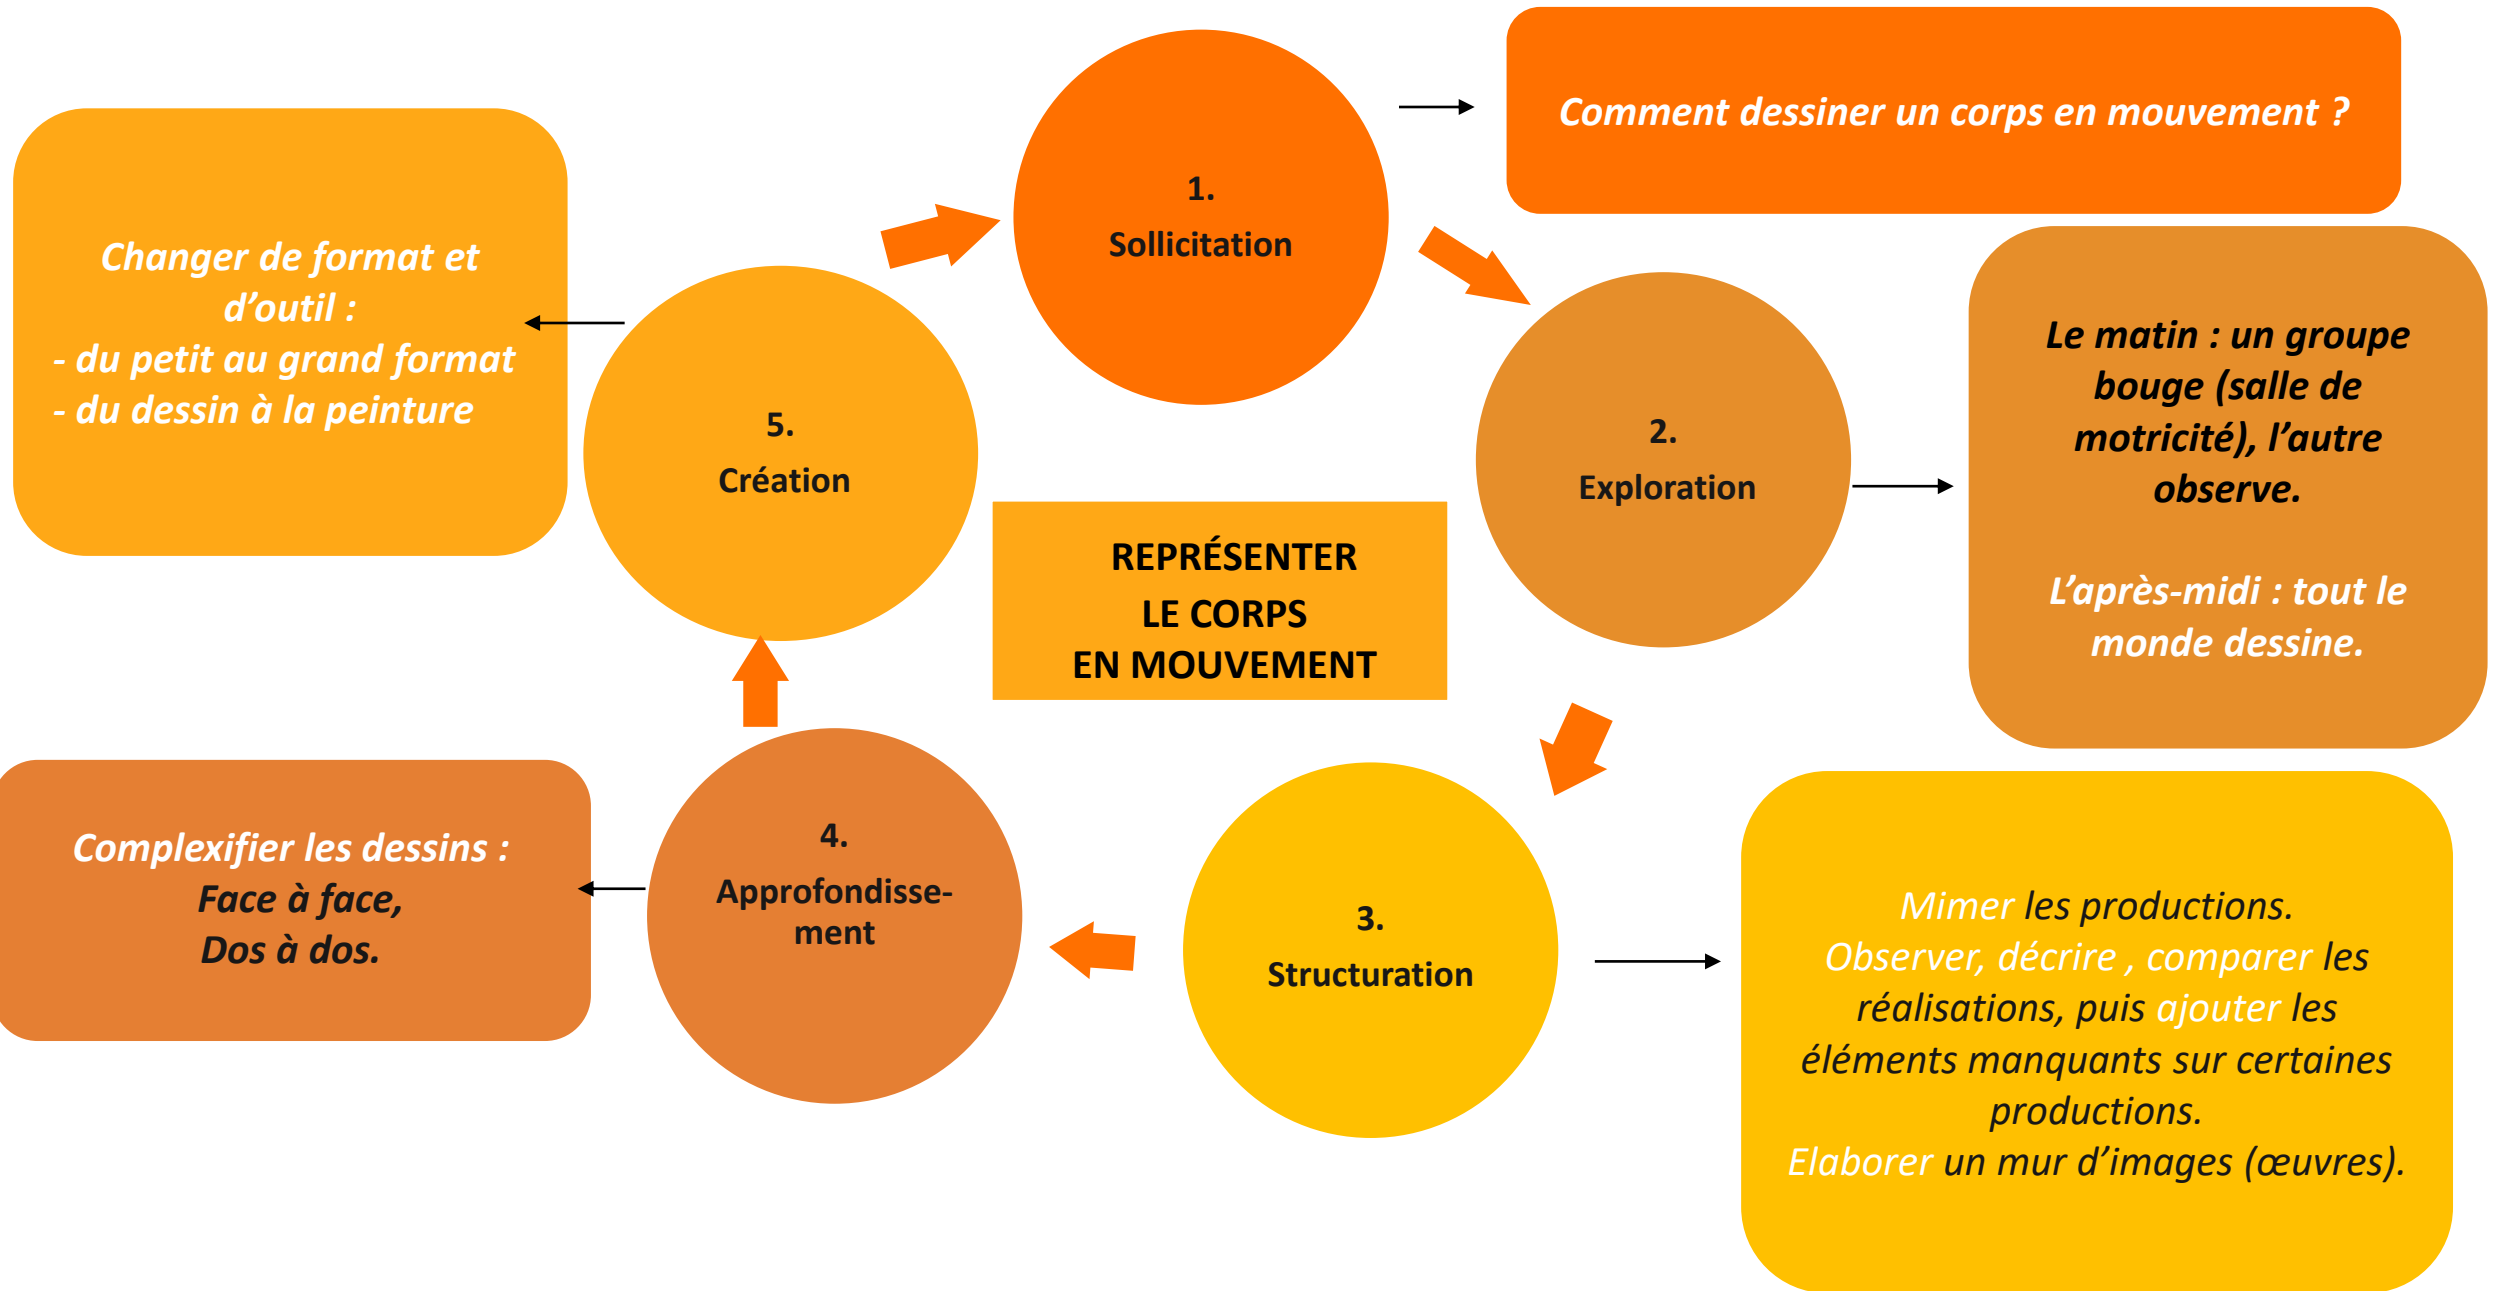 1.
Sollicitation
Comment dessiner un corps en mouvement ?
2.
Exploration
Le matin : un groupe
bouge (salle de
motricité), l’autre
observe.
L’après-midi : tout le
monde dessine.
3.
Structuration
Mimer les productions.
Observer, décrire , comparer les
réalisations, puis ajouter les
éléments manquants sur certaines
productions.
Elaborer un mur d’images (œuvres).
4.
Approfondisse-
ment
Complexifier les dessins :
Face à face,
Dos à dos.
5.
Création
Changer de format et
d’outil :
- du petit au grand format
- du dessin à la peinture
REPRÉSENTER
LE CORPS
EN MOUVEMENT